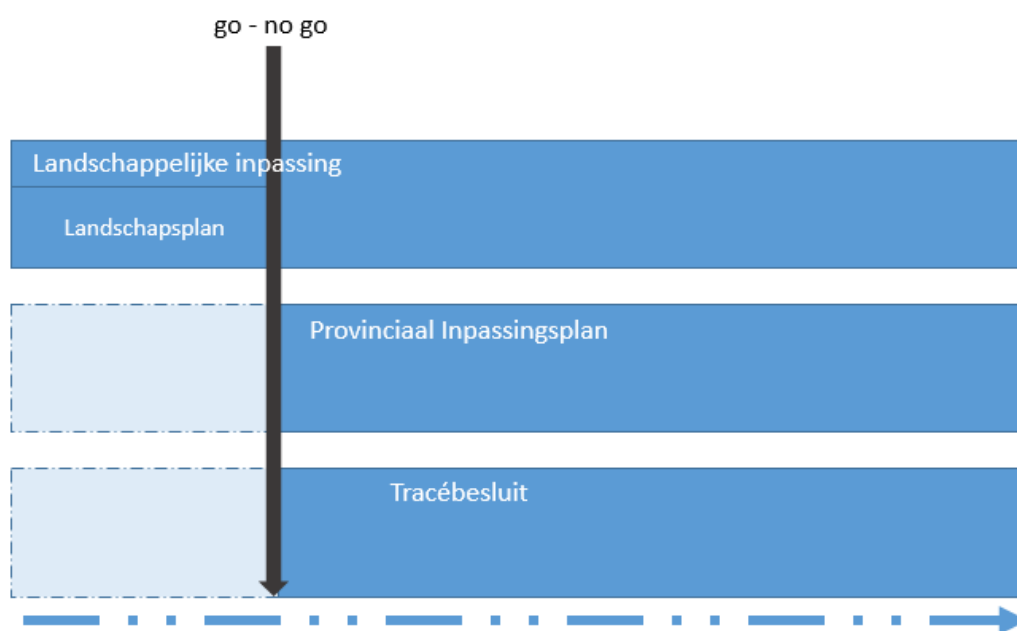 go - no go
Landschappelijke inpassing
Landschapsplan
Provinciaal Inpassingsplan
Tracébesluit